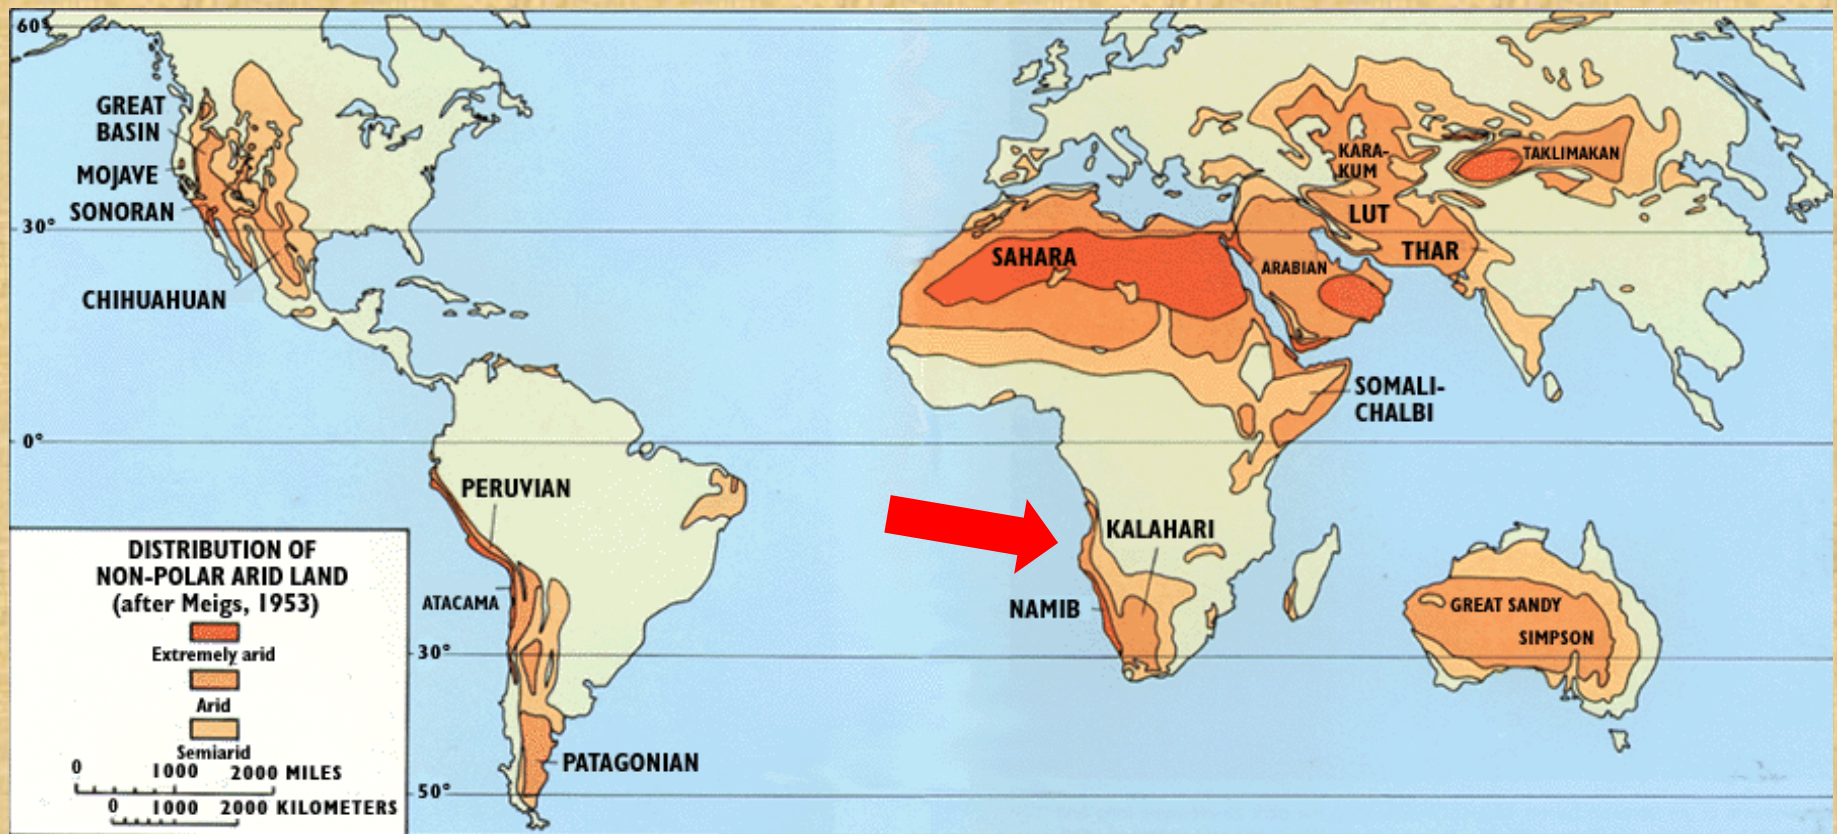 60°
GREAT
BASIN
MOJAVE
SONORAN
30°
CHIHUAHUAN
KARA-
KUM
TAKLIMAKAN
LUT
THAR
SAHARA
ARABIAN
SOMALI-
CHALBI
0°
PERUVIAN
KALAHARI
ATACAMA
NAMIB
GREAT SANDY
SIMPSON
30°
PATAGONIAN
50°
DISTRIBUTION OF
NON-POLAR ARID LAND
(after Meigs, 1953)
Extremely arid
Arid
Semiarid
0 1000 2000 MILES
0 1000 2000 KILOMETERS